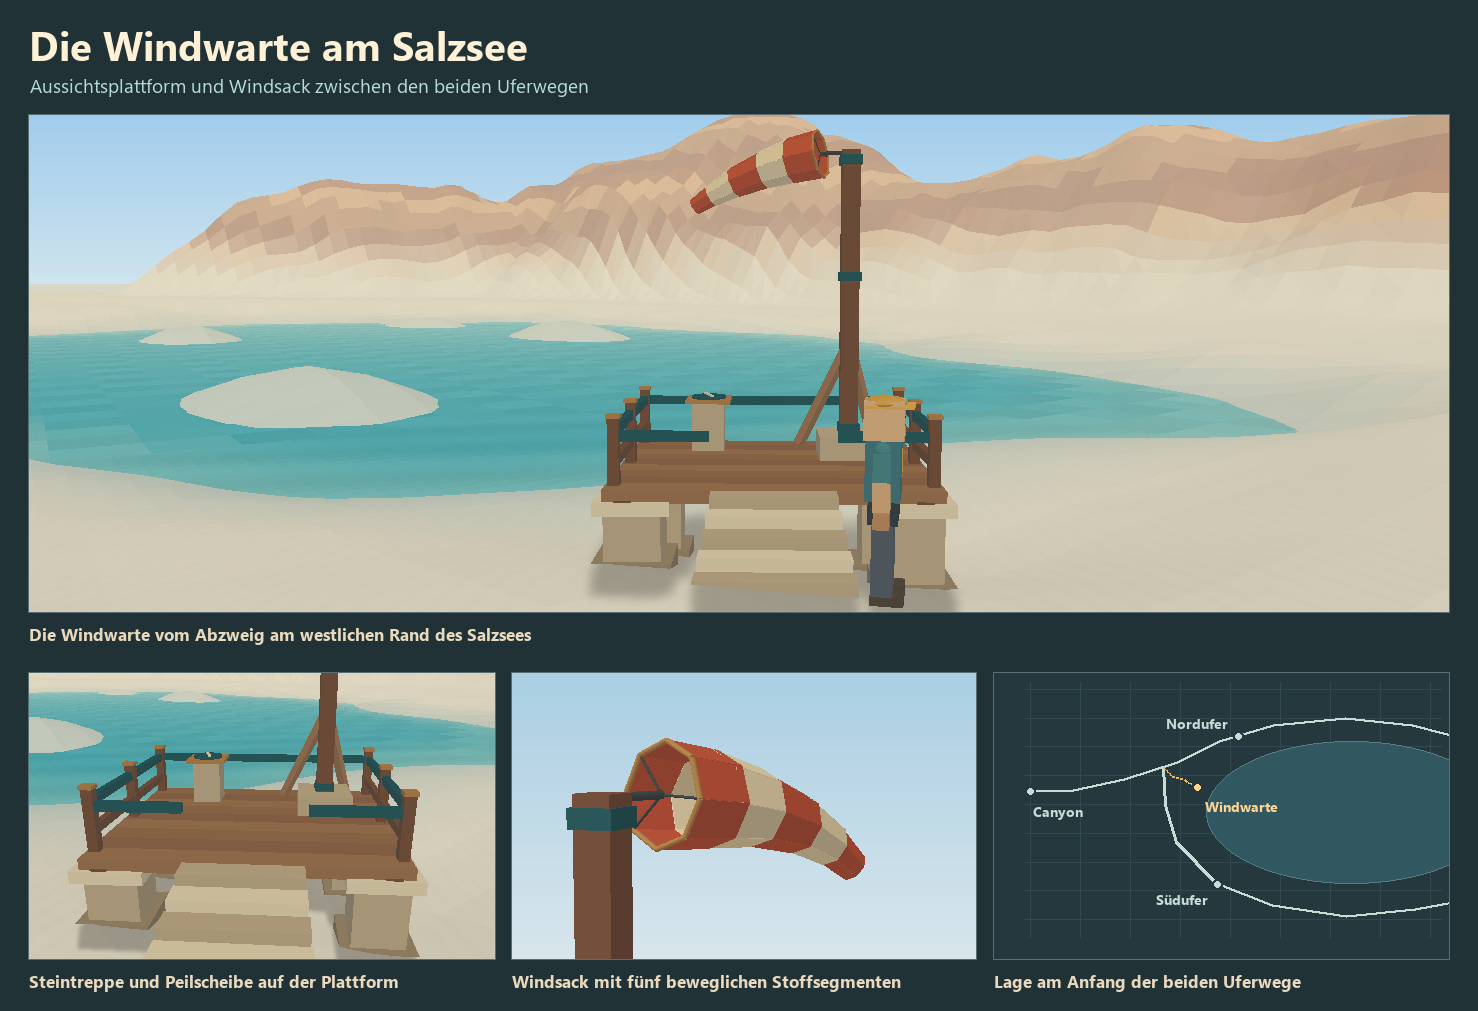 Die Windwarte am Salzsee
Aussichtsplattform und Windsack zwischen den beiden Uferwegen
Die Windwarte vom Abzweig am westlichen Rand des Salzsees
Steintreppe und Peilscheibe auf der Plattform
Windsack mit fünf beweglichen Stoffsegmenten
Nordufer
Canyon
Windwarte
Südufer
Lage am Anfang der beiden Uferwege